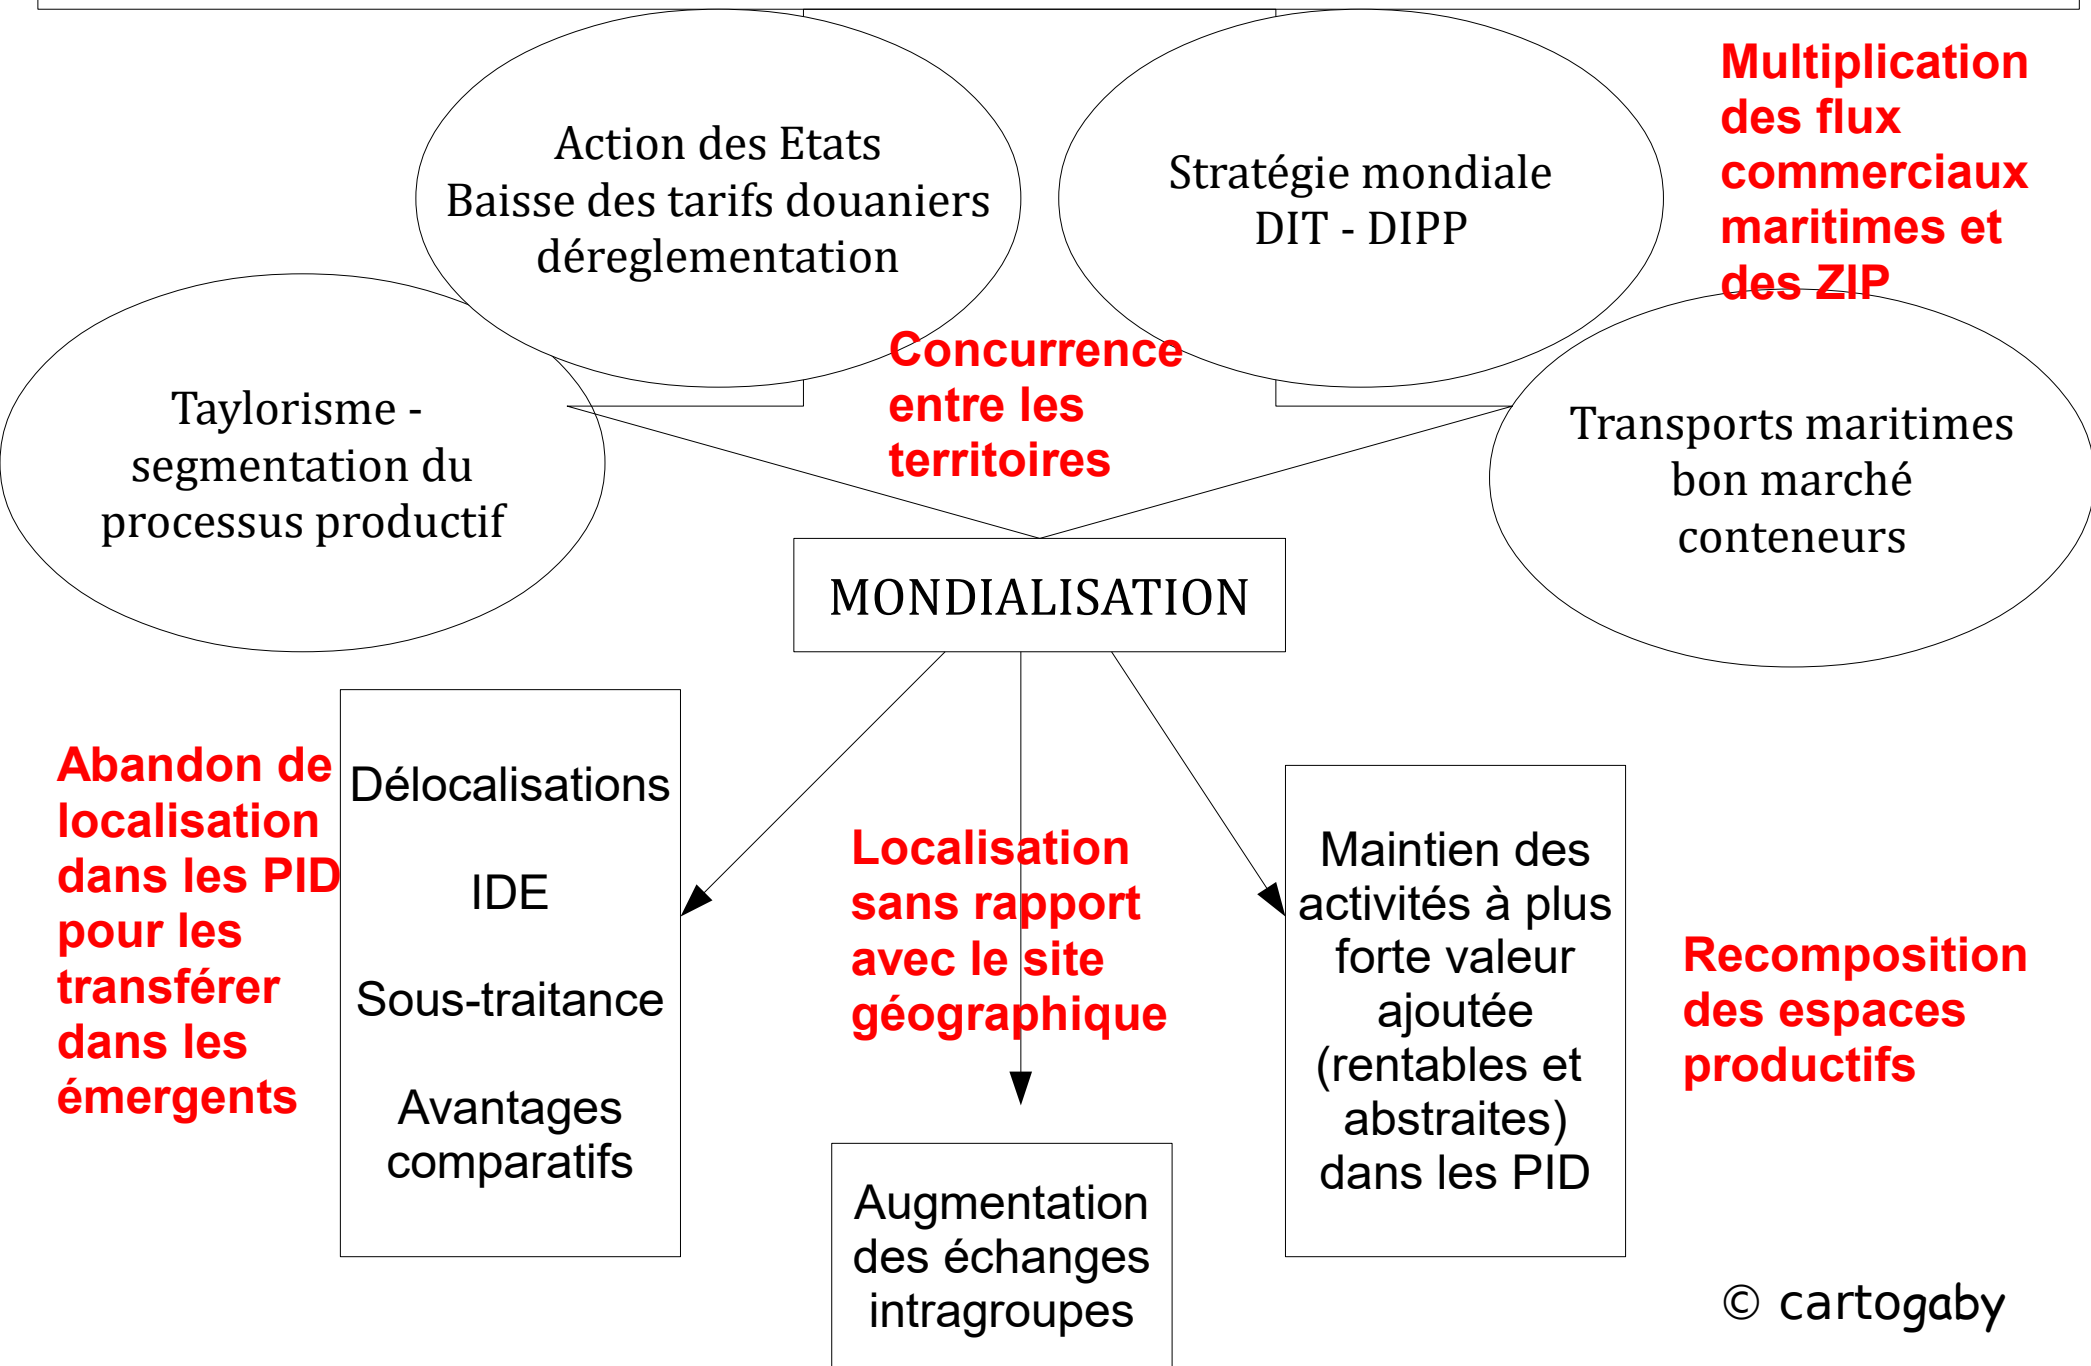 Multiplication
des flux
commerciaux
maritimes et
des ZIP
Action des Etats
Baisse des tarifs douaniers
déreglementation
Stratégie mondiale
DIT - DIPP
Concurrence
entre les
territoires
Taylorisme -
segmentation du
processus productif
Transports maritimes
bon marché
conteneurs
MONDIALISATION
Abandon de
localisation
dans les PID
pour les
transférer
dans les
émergents
Délocalisations
IDE
Sous-traitance
Avantages
comparatifs
Localisation
sans rapport
avec le site
géographique
Augmentation
des échanges
intragroupes
Maintien des
activités à plus
forte valeur
ajoutée
(rentables et
abstraites)
dans les PID
Recomposition
des espaces
productifs
© cartogaby